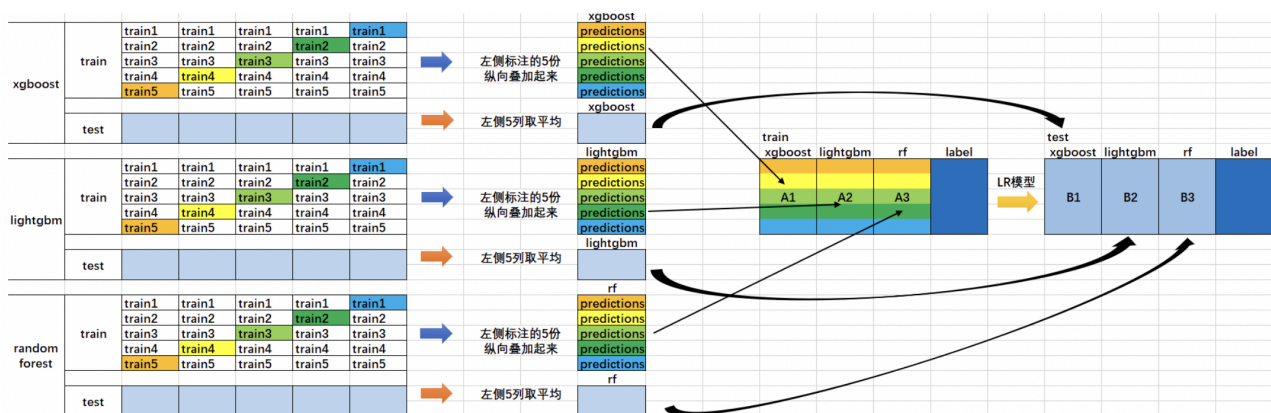 xgboost
train1 train1 train1 train1 train1 predictions
train2 train2 train2 train2 train2 predictions
train train3 train3 train3 train3 train3 左侧标注的5份 predictions
xgboost train4 train4 train4 train4 train4 纵向叠加起来 predictions
train5 train5 train5 train5 train5 predictions
xgboost
test 左侧5列取平均
train test
lightgbm xgboost lightgbm rf label xgboost lightgbm rf label
train1 train1 train1 train1 train1 predictions
train2 train2 train2 train2 train2 predictions LR模型
train train3 train3 train3 train3 train3 左侧标注的5份 predictions A1 A2 A3 B1 B2 B3
lightgbm train4 train4 train4 train4 train4 纵向叠加起来 predictions
train5 train5 train5 train5 train5 predictions
lightgbm
test 左侧5列取平均
rf
train1 train1 train1 train1 train1 predictions
train2 train2 train2 train2 train2 predictions
train train3 train3 train3 train3 train3 左侧标注的5份 predictions
random train4 train4 train4 train4 train4 纵向叠加起来 predictions
forest train5 train5 train5 train5 train5 predictions
rf
test 左侧5列取平均